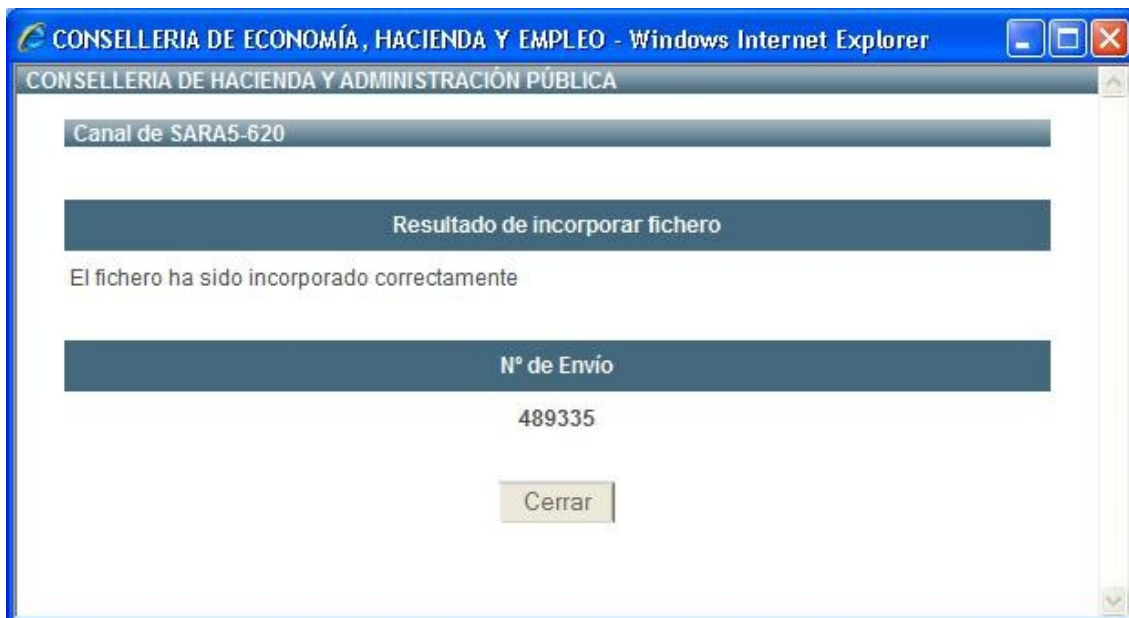 CONSELLERIA DE ECONOMÍA, HACIENDA Y EMPLEO - Windows Internet Explorer
CONSELLERIA DE HACIENDA Y ADMINISTRACIÓN PÚBLICA
Canal de SARA5-620
Resultado de incorporar fichero
El fichero ha sido incorporado correctamente
Nº de Envío
489335
Cerrar